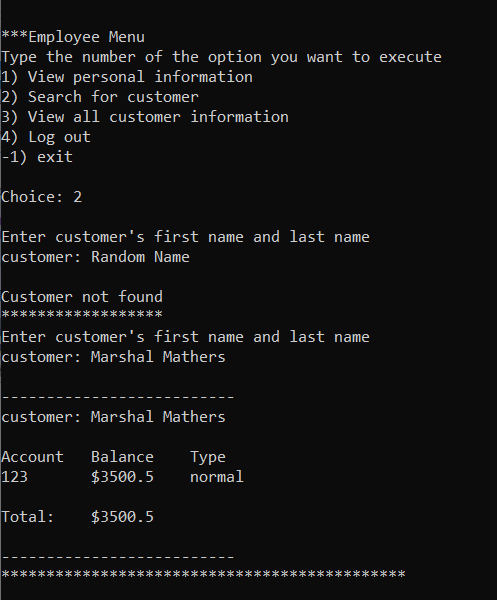 ***Employee Menu
Type the number of the option you want to execute
1) View personal information
2) Search for customer
3) View all customer information
4) Log out
-1) exit
Choice: 2
Enter customer's first name and last name
customer: Random Name
Customer not found
******************
Enter customer's first name and last name
customer: Marshal Mathers
--------------------------
customer: Marshal Mathers
Account   Balance    Type
123       $3500.5    normal
Total:    $3500.5
--------------------------
*********************************************